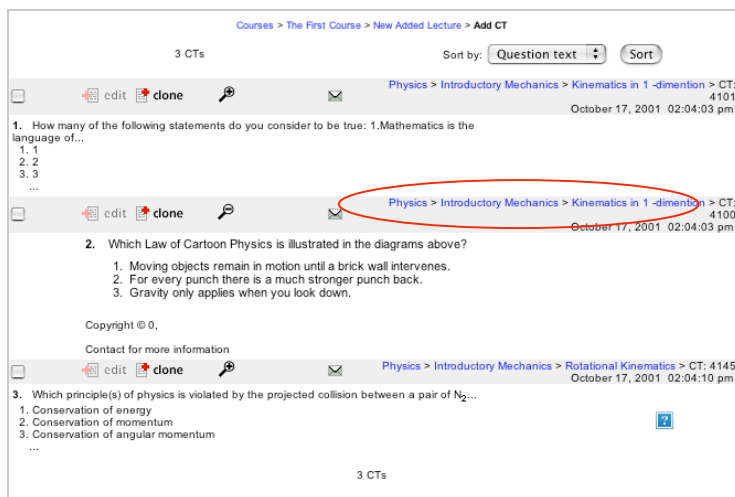 Courses > The First Course > New Added Lecture > Add CT
3 CTs Sort by: Question text Sort
edit clone Physics > Introductory Mechanics > Kinematics in 1 -dimention > CT:
4101
October 17, 2001 02:04:03 pm
1. How many of the following statements do you consider to be true: 1.Mathematics is the
language of...
1. 1
2. 2
3. 3
...
edit clone Physics > Introductory Mechanics > Kinematics in 1 -dimention > CT:
4100
October 17, 2001 02:04:03 pm
2. Which Law of Cartoon Physics is illustrated in the diagrams above?
1. Moving objects remain in motion until a brick wall intervenes.
2. For every punch there is a much stronger punch back.
3. Gravity only applies when you look down.
Copyright © 0,
Contact for more information
edit clone Physics > Introductory Mechanics > Rotational Kinematics > CT: 4145
October 17, 2001 02:04:10 pm
3. Which principle(s) of physics is violated by the projected collision between a pair of N2...
1. Conservation of energy
2. Conservation of momentum
3. Conservation of angular momentum
...
?
3 CTs